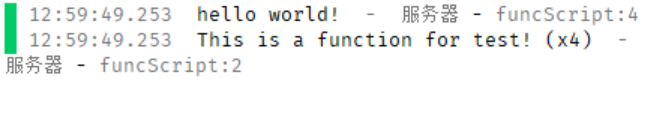 12:59:49.253 hello world! - 服务器 - funcScript:4
12:59:49.253 This is a function for test! (x4) -
服务器 - funcScript:2